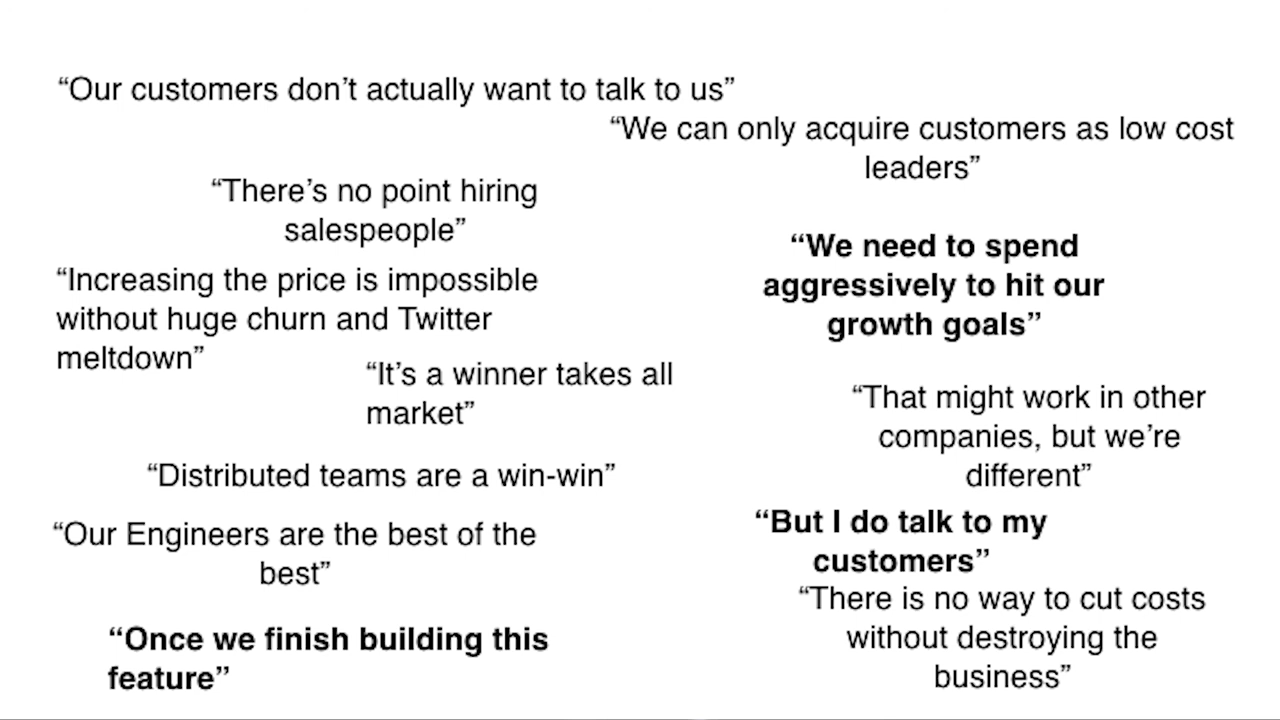 “Our customers don’t actually want to talk to us”
“We can only acquire customers as low cost
leaders”
“There’s no point hiring
salespeople”
“We need to spend
aggressively to hit our
growth goals”
“Increasing the price is impossible
without huge churn and Twitter
meltdown”
“It’s a winner takes all
market”
“That might work in other
companies, but we’re
different”
“Distributed teams are a win-win”
“Our Engineers are the best of the
best”
“But I do talk to my
customers”
“There is no way to cut costs
without destroying the
business”
“Once we finish building this
feature”